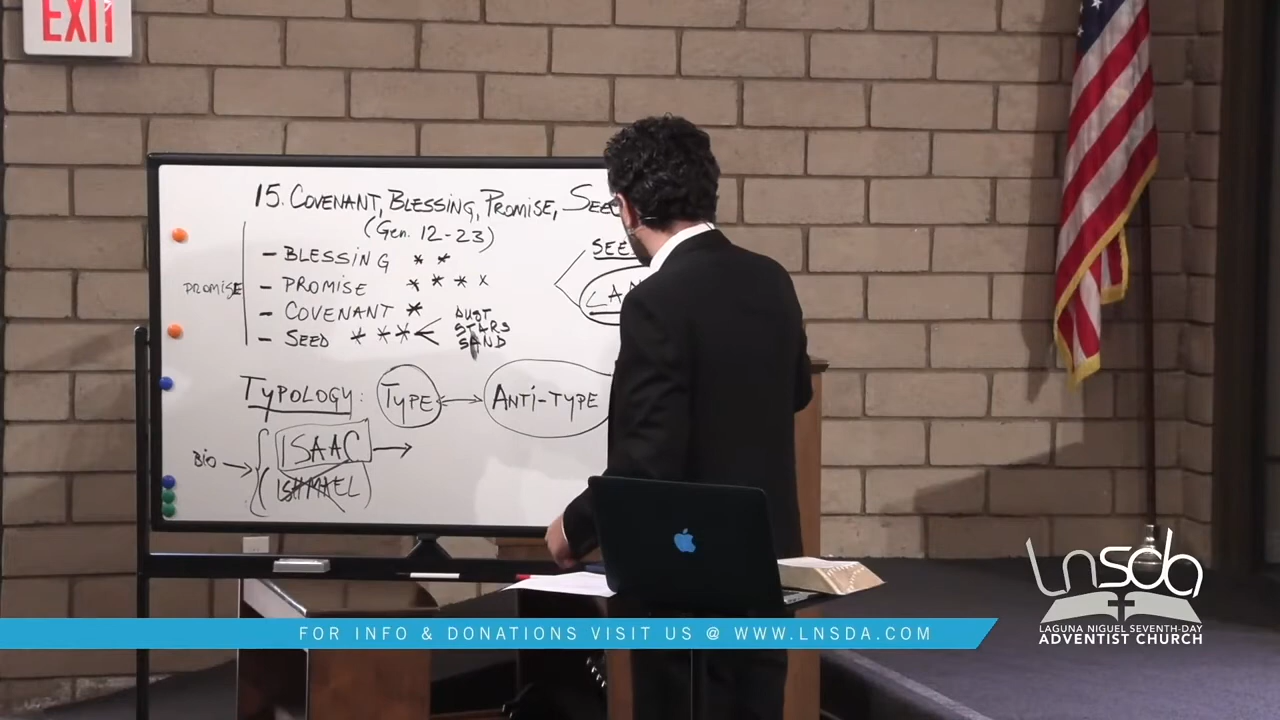 EXIT
15. COVENANT, BLESSING, PROMISE, SEE
(Gen. 12-23)
PROMISE
- BLESSING * *
- PROMISE * * * x
- COVENANT *
- SEED * * *
DUST
STARS
SAND
SEE
LAN
TYPOLOGY: TYPE ↔ ANTI-TYPE
BIO → ISAAC →
ISHMAEL
FOR INFO & DONATIONS VISIT US @ WWW.LNSDA.COM
LNSDA
LAGUNA NIGUEL SEVENTH-DAY
ADVENTIST CHURCH